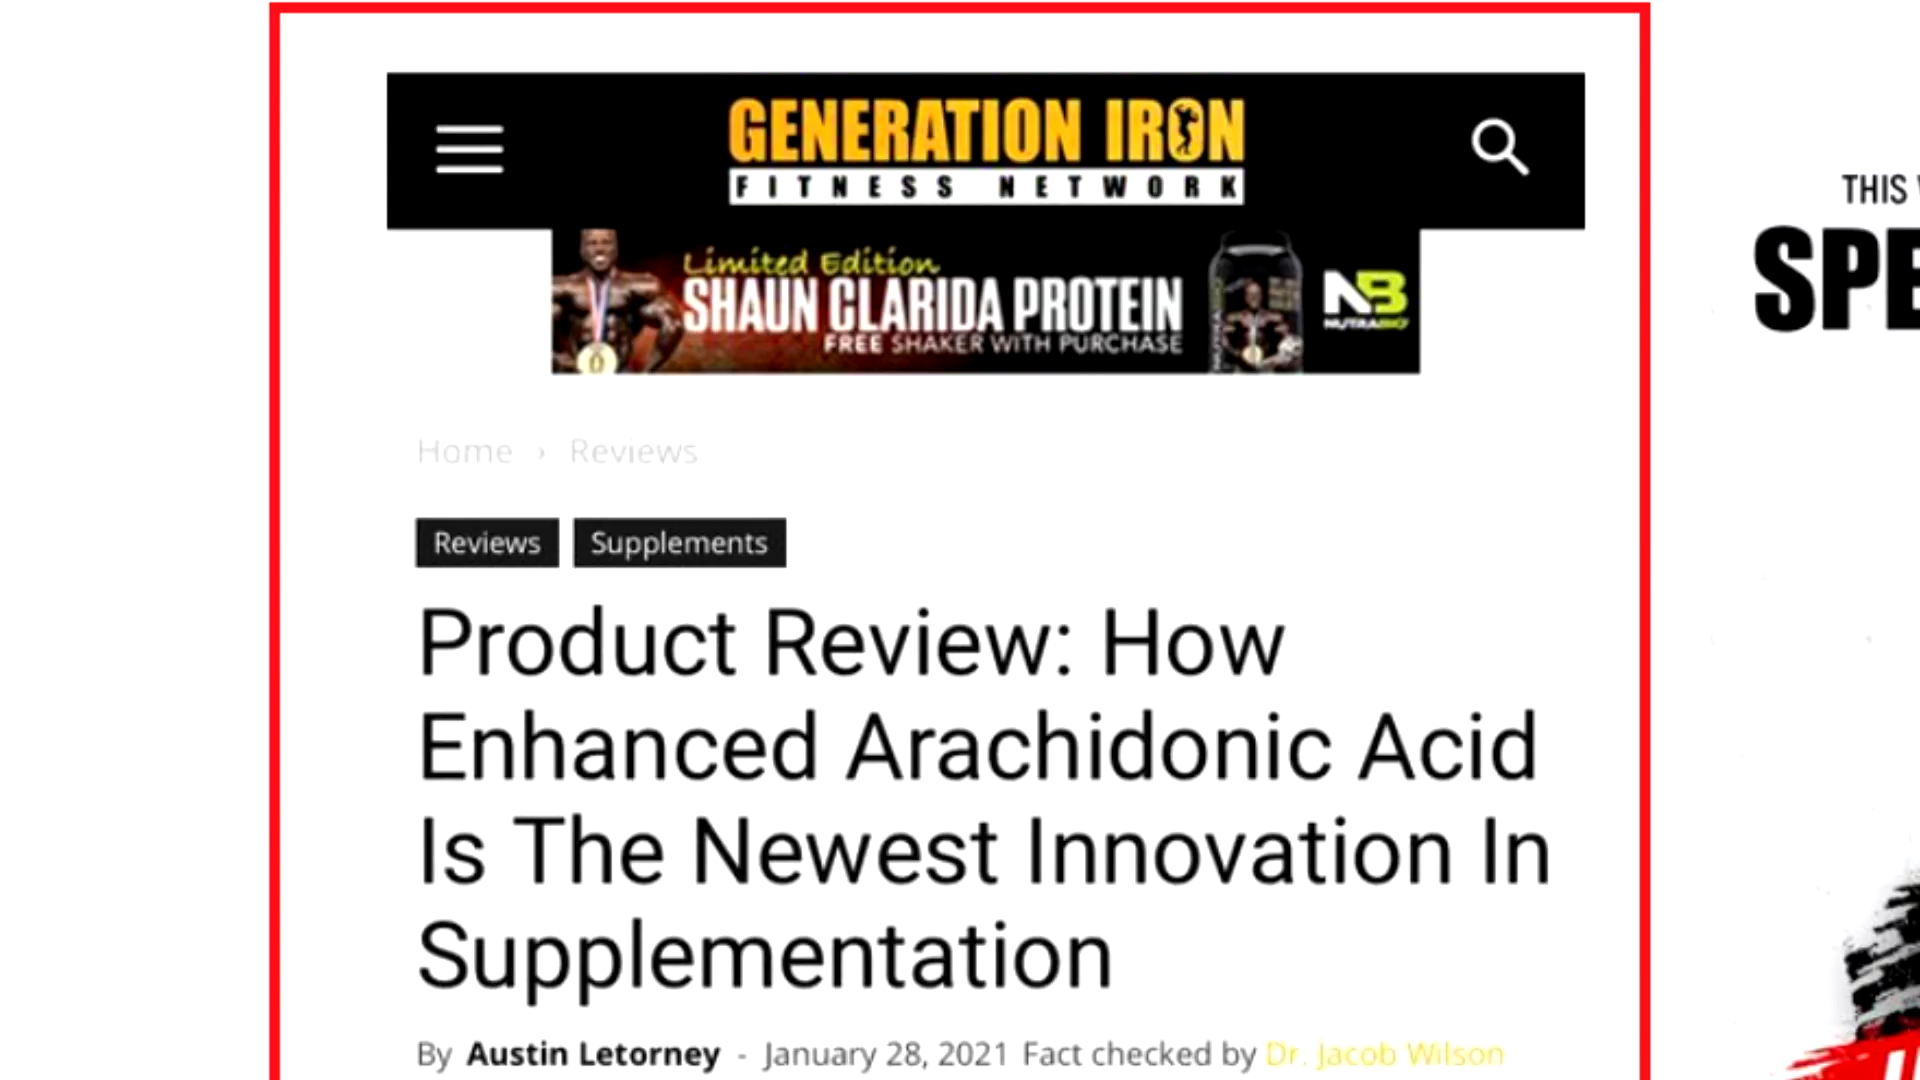 GENERATION IRON
FITNESS NETWORK
Limited Edition
SHAUN CLARIDA PROTEIN
FREE SHAKER WITH PURCHASE
NB
NUTRABIO
Home › Reviews
Reviews Supplements
Product Review: How
Enhanced Arachidonic Acid
Is The Newest Innovation In
Supplementation
By Austin Letorney - January 28, 2021 Fact checked by Dr. Jacob Wilson
THIS
SPE